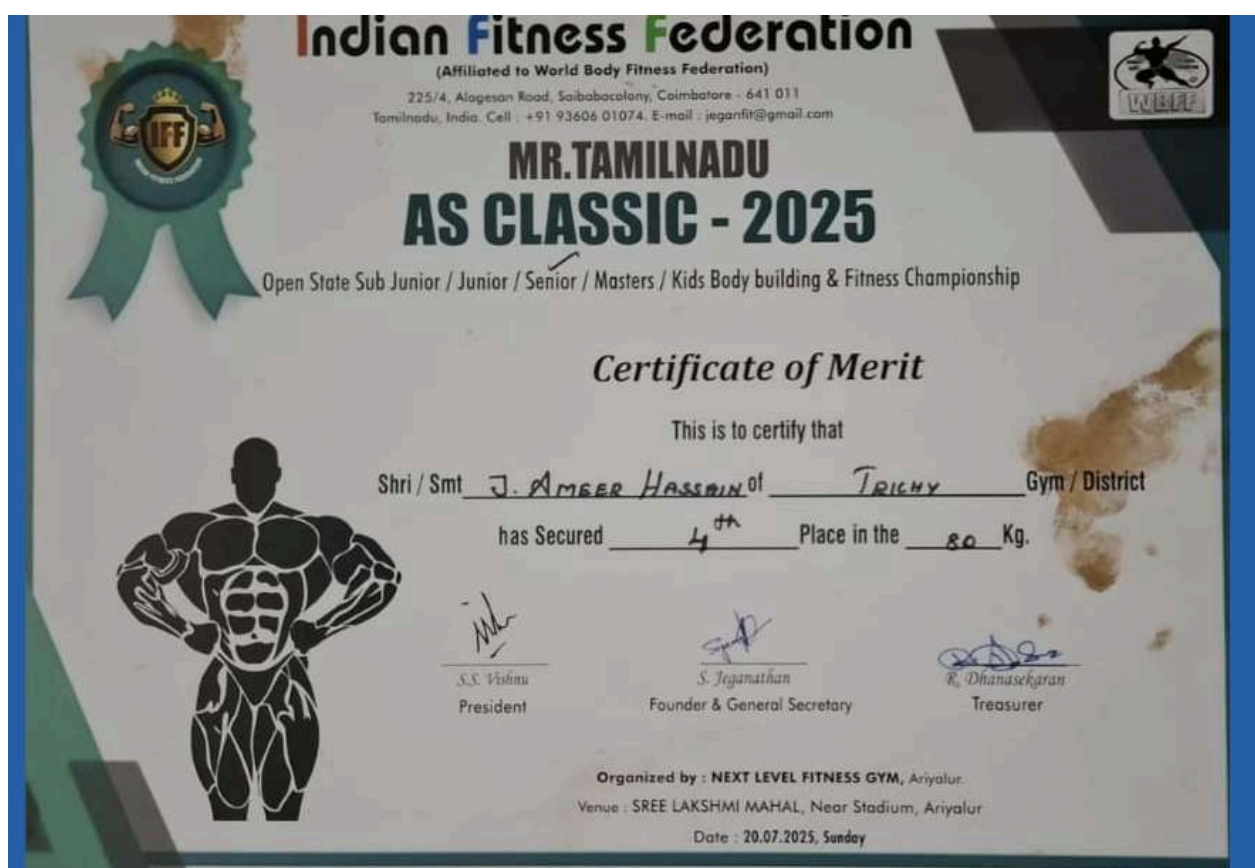 Indian Fitness Federation
(Affiliated to World Body Fitness Federation)
225/4, Alagesan Road, Saibabacolony, Coimbatore - 641 011
Tamilnadu, India. Cell : +91 93606 01074. E-mail : jeganfit@gmail.com
IFF
WBFF
MR.TAMILNADU
AS CLASSIC - 2025
Open State Sub Junior / Junior / Senior / Masters / Kids Body building & Fitness Championship
Certificate of Merit
This is to certify that
Shri / Smt J. AMEER HASSAIN of TRICHY Gym / District
has Secured 4th Place in the 80 Kg.
S.S. Vishnu S. Jeganathan R. Dhanasekaran
President Founder & General Secretary Treasurer
Organized by : NEXT LEVEL FITNESS GYM, Ariyalur.
Venue : SREE LAKSHMI MAHAL, Near Stadium, Ariyalur
Date : 20.07.2025, Sunday